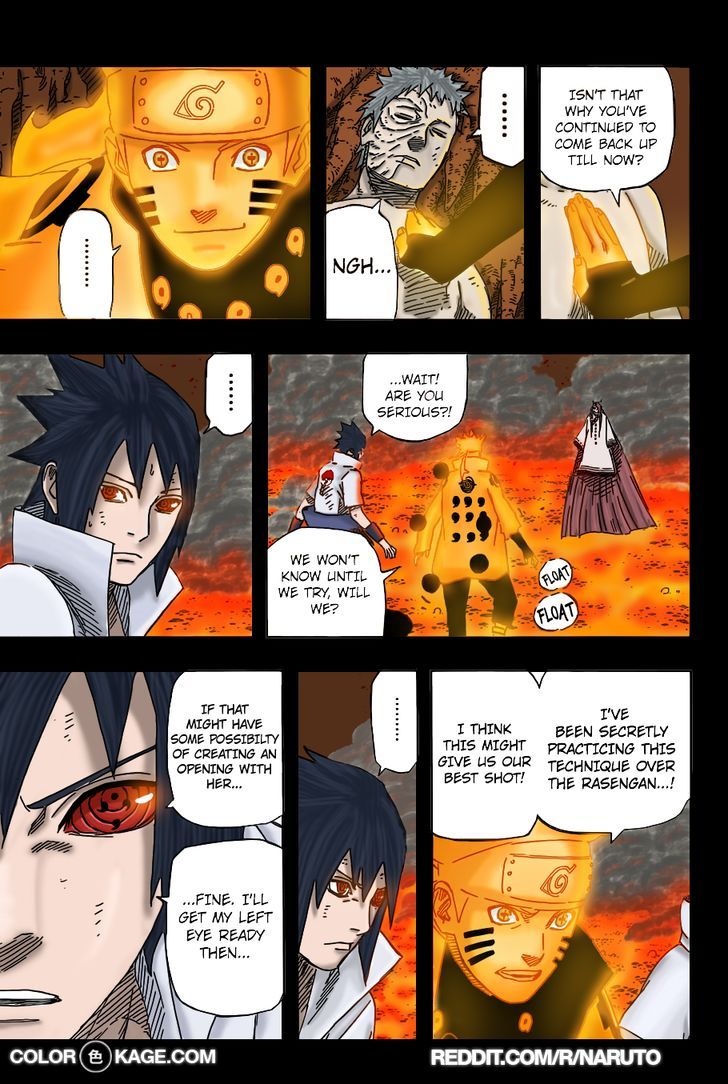 ISN'T THAT
WHY YOU'VE
CONTINUED TO
COME BACK UP
TILL NOW?
......
NGH...
......
...WAIT!
ARE YOU
SERIOUS?!
WE WON'T
KNOW UNTIL
WE TRY, WILL
WE?
FLOAT
FLOAT
......
I'VE
BEEN SECRETLY
PRACTICING THIS
TECHNIQUE OVER
THE RASENGAN...!
I THINK
THIS MIGHT
GIVE US OUR
BEST SHOT!
......
IF THAT
MIGHT HAVE
SOME POSSIBILTY
OF CREATING AN
OPENING WITH
HER...
...FINE. I'LL
GET MY LEFT
EYE READY
THEN...
COLOR 色 KAGE.COM
REDDIT.COM/R/NARUTO